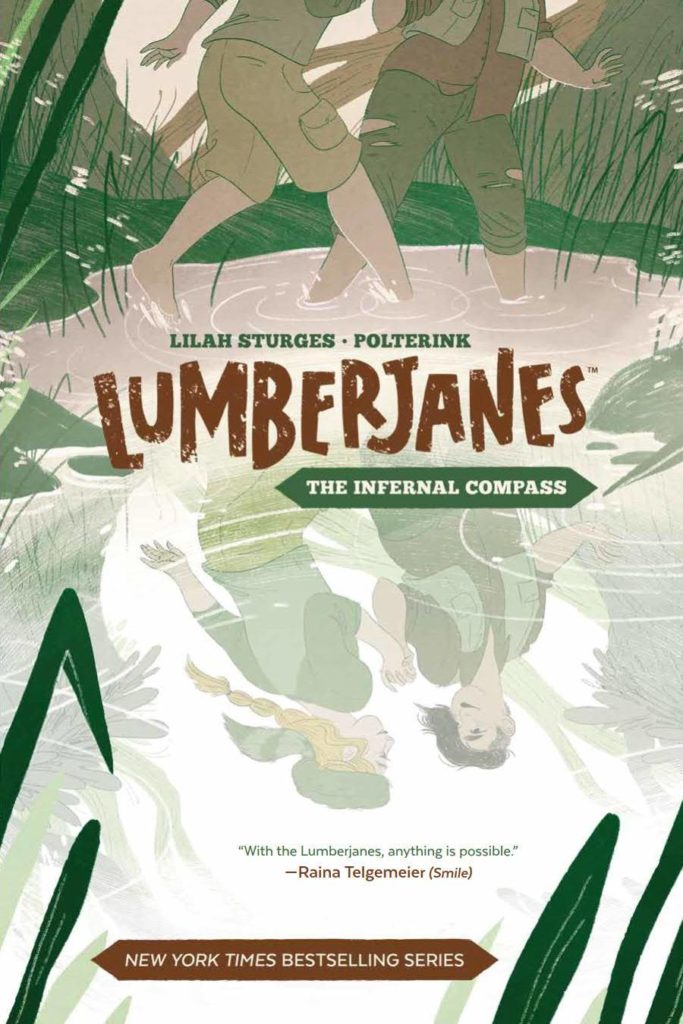 LILAH STURGES · POLTERINK
LUMBERJANES™
THE INFERNAL COMPASS
“With the Lumberjanes, anything is possible.”
—Raina Telgemeier (Smile)
NEW YORK TIMES BESTSELLING SERIES